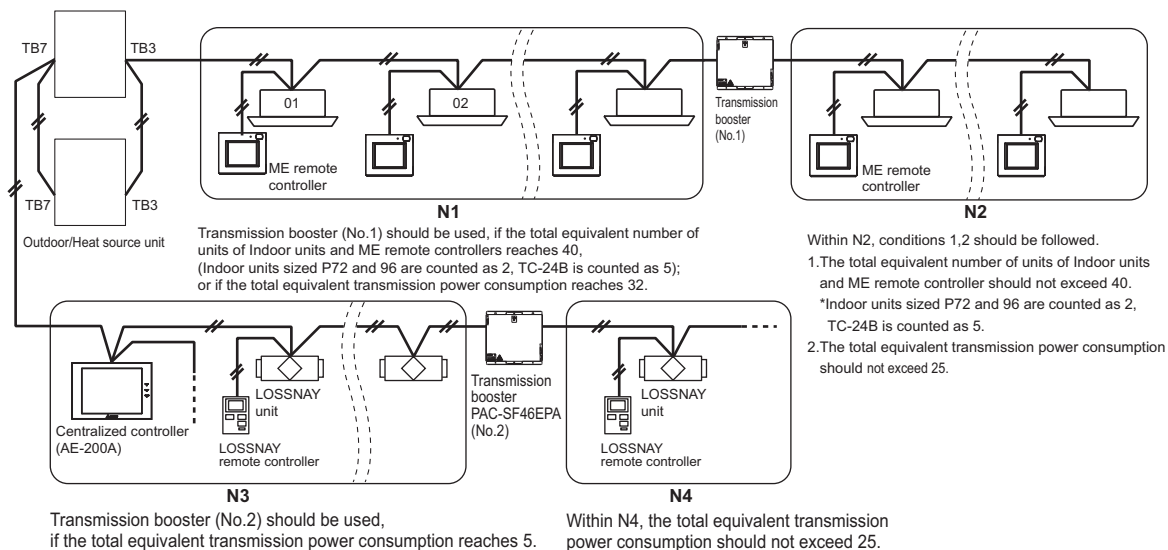 TB7
TB3
TB7
TB3
Outdoor/Heat source unit
01
02
ME remote
controller
N1
Transmission
booster
(No.1)
ME remote
controller
N2
Transmission booster (No.1) should be used, if the total equivalent number of
units of Indoor units and ME remote controllers reaches 40,
(Indoor units sized P72 and 96 are counted as 2, TC-24B is counted as 5);
or if the total equivalent transmission power consumption reaches 32.
Within N2, conditions 1,2 should be followed.
1.The total equivalent number of units of Indoor units
and ME remote controller should not exceed 40.
*Indoor units sized P72 and 96 are counted as 2,
TC-24B is counted as 5.
2.The total equivalent transmission power consumption
should not exceed 25.
Centralized controller
(AE-200A)
LOSSNAY
unit
LOSSNAY
remote controller
N3
Transmission
booster
PAC-SF46EPA
(No.2)
LOSSNAY
unit
LOSSNAY
remote controller
N4
Transmission booster (No.2) should be used,
if the total equivalent transmission power consumption reaches 5.
Within N4, the total equivalent transmission
power consumption should not exceed 25.